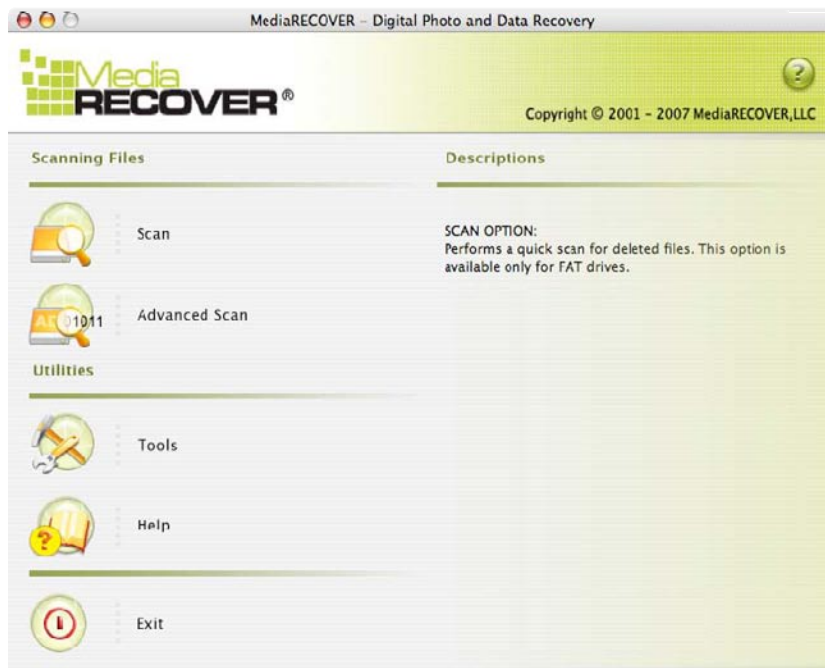 MediaRECOVER - Digital Photo and Data Recovery
Media
RECOVER®
?
Copyright © 2001 - 2007 MediaRECOVER,LLC
Scanning Files
Descriptions
Scan
SCAN OPTION:
Performs a quick scan for deleted files. This option is
available only for FAT drives.
AD 01011
Advanced Scan
Utilities
Tools
?
Help
Exit